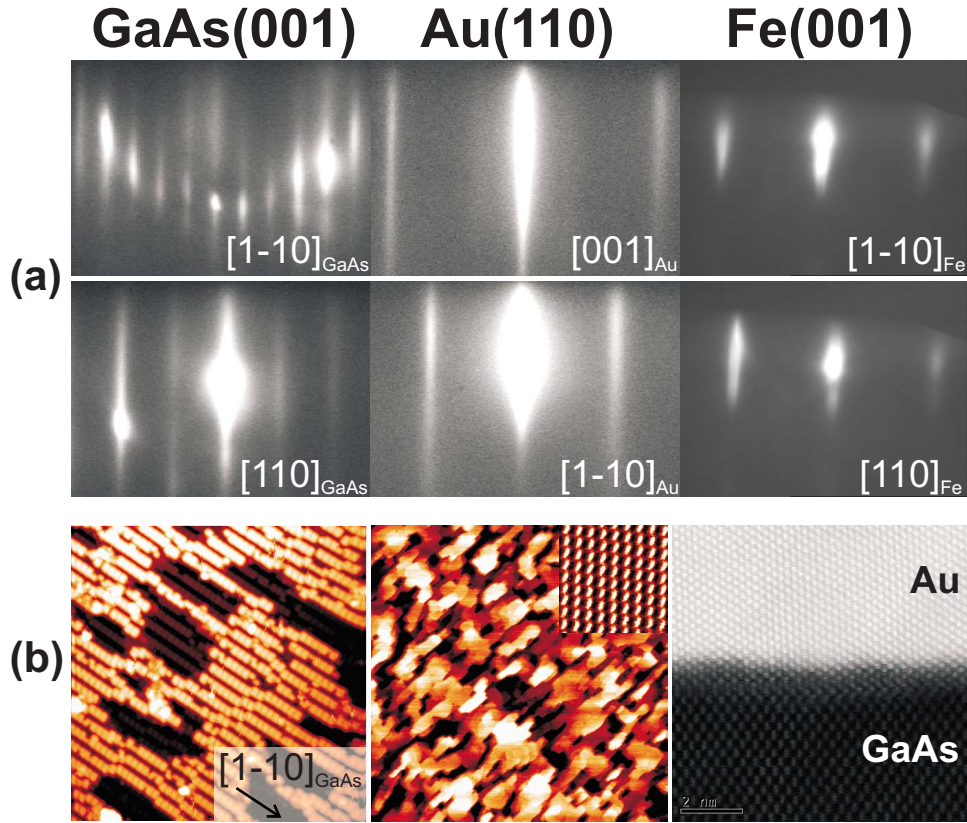 GaAs(001) Au(110) Fe(001)
(a)
[1-10]GaAs [001]Au [1-10]Fe
[110]GaAs [1-10]Au [110]Fe
(b)
[1-10]GaAs
Au
GaAs
2 nm